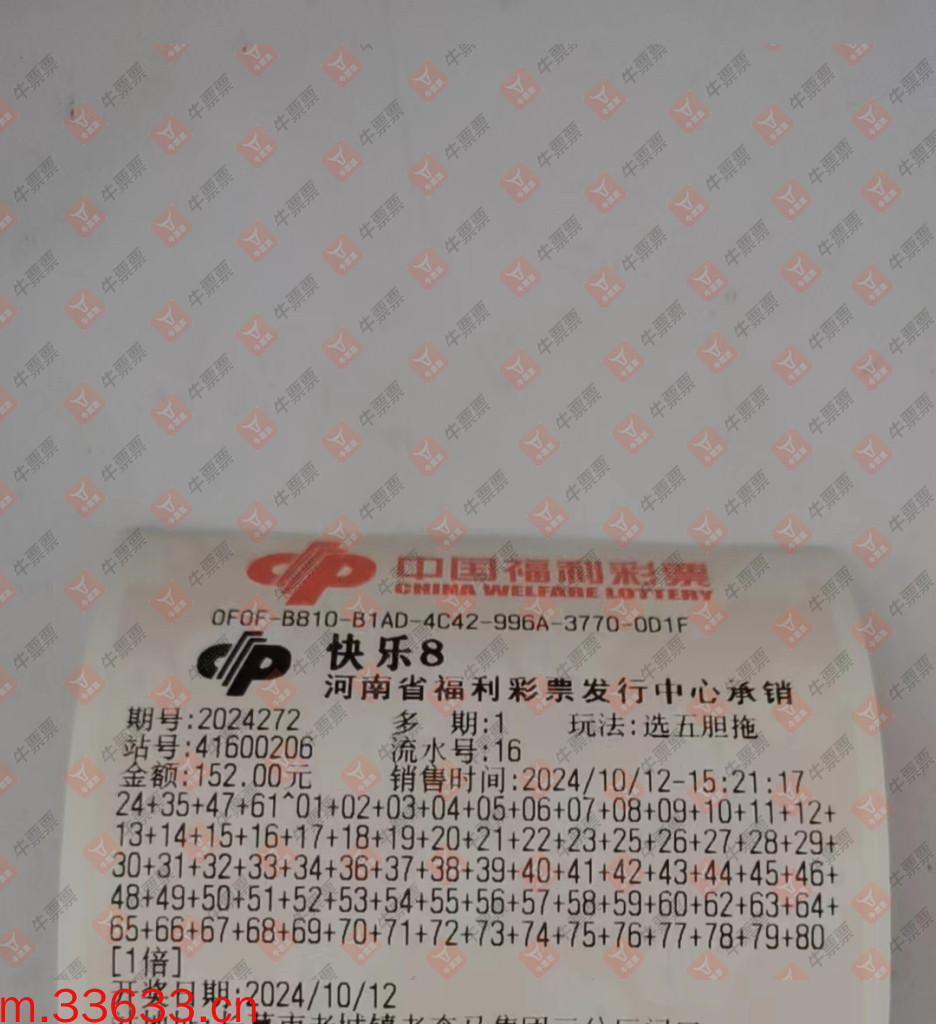 中国福利彩票
CHINA WELFARE LOTTERY
0F0F-B810-B1AD-4C42-996A-3770-0D1F
快乐8
河南省福利彩票发行中心承销
期号:2024272 多 期:1 玩法:选五胆拖
站号:41600206 流水号:16
金额:152.00元 销售时间:2024/10/12-15:21:17
24+35+47+61^01+02+03+04+05+06+07+08+09+10+11+12+
13+14+15+16+17+18+19+20+21+22+23+25+26+27+28+29+
30+31+32+33+34+36+37+38+39+40+41+42+43+44+45+46+
48+49+50+51+52+53+54+55+56+57+58+59+60+62+63+64+
65+66+67+68+69+70+71+72+73+74+75+76+77+78+79+80
[1倍]
开奖日期:2024/10/12
m.33633.cn
牛票票